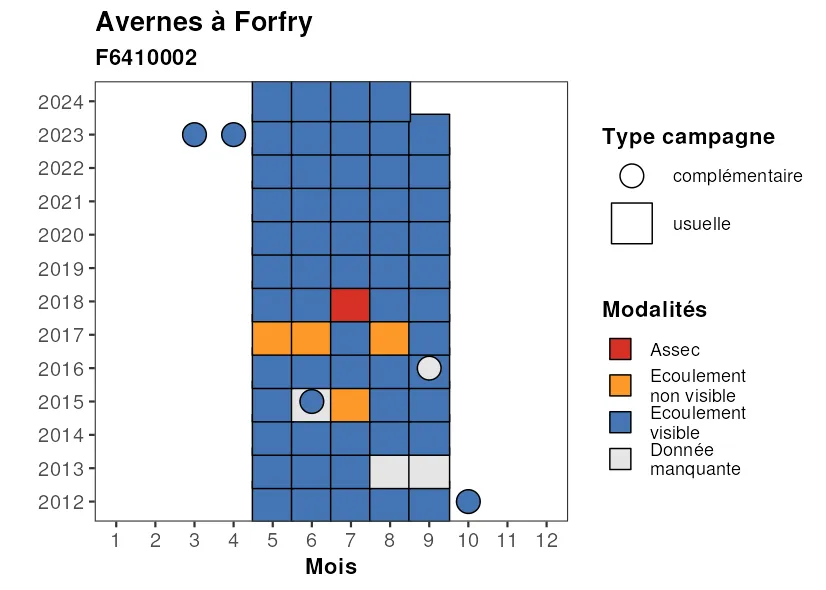 Avernes à Forfry
F6410002
2024
2023
2022
2021
2020
2019
2018
2017
2016
2015
2014
2013
2012
1 2 3 4 5 6 7 8 9 10 11 12
Mois
Type campagne
complémentaire
usuelle
Modalités
Assec
Ecoulement
non visible
Ecoulement
visible
Donnée
manquante